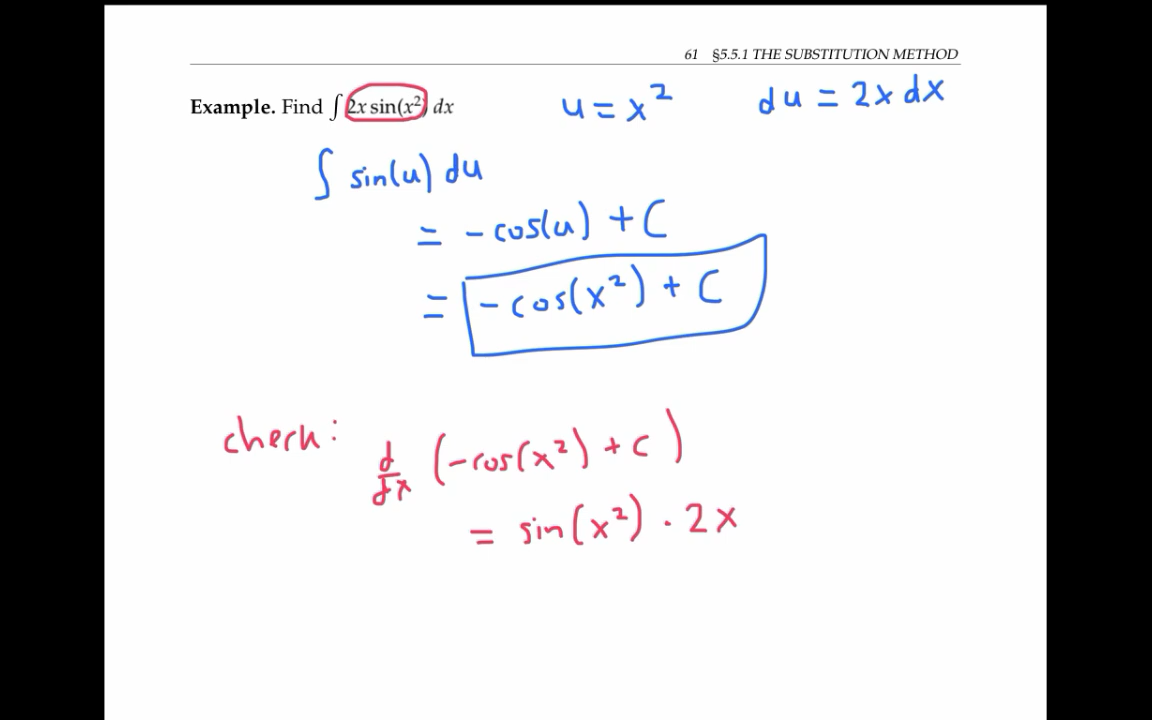 61 §5.5.1 THE SUBSTITUTION METHOD
Example. Find ∫ 2x sin(x²) dx u = x² du = 2x dx
∫ sin(u) du
= -cos(u) + C
= -cos(x²) + C
check: d/dx (-cos(x²) + C)
= sin(x²) · 2x